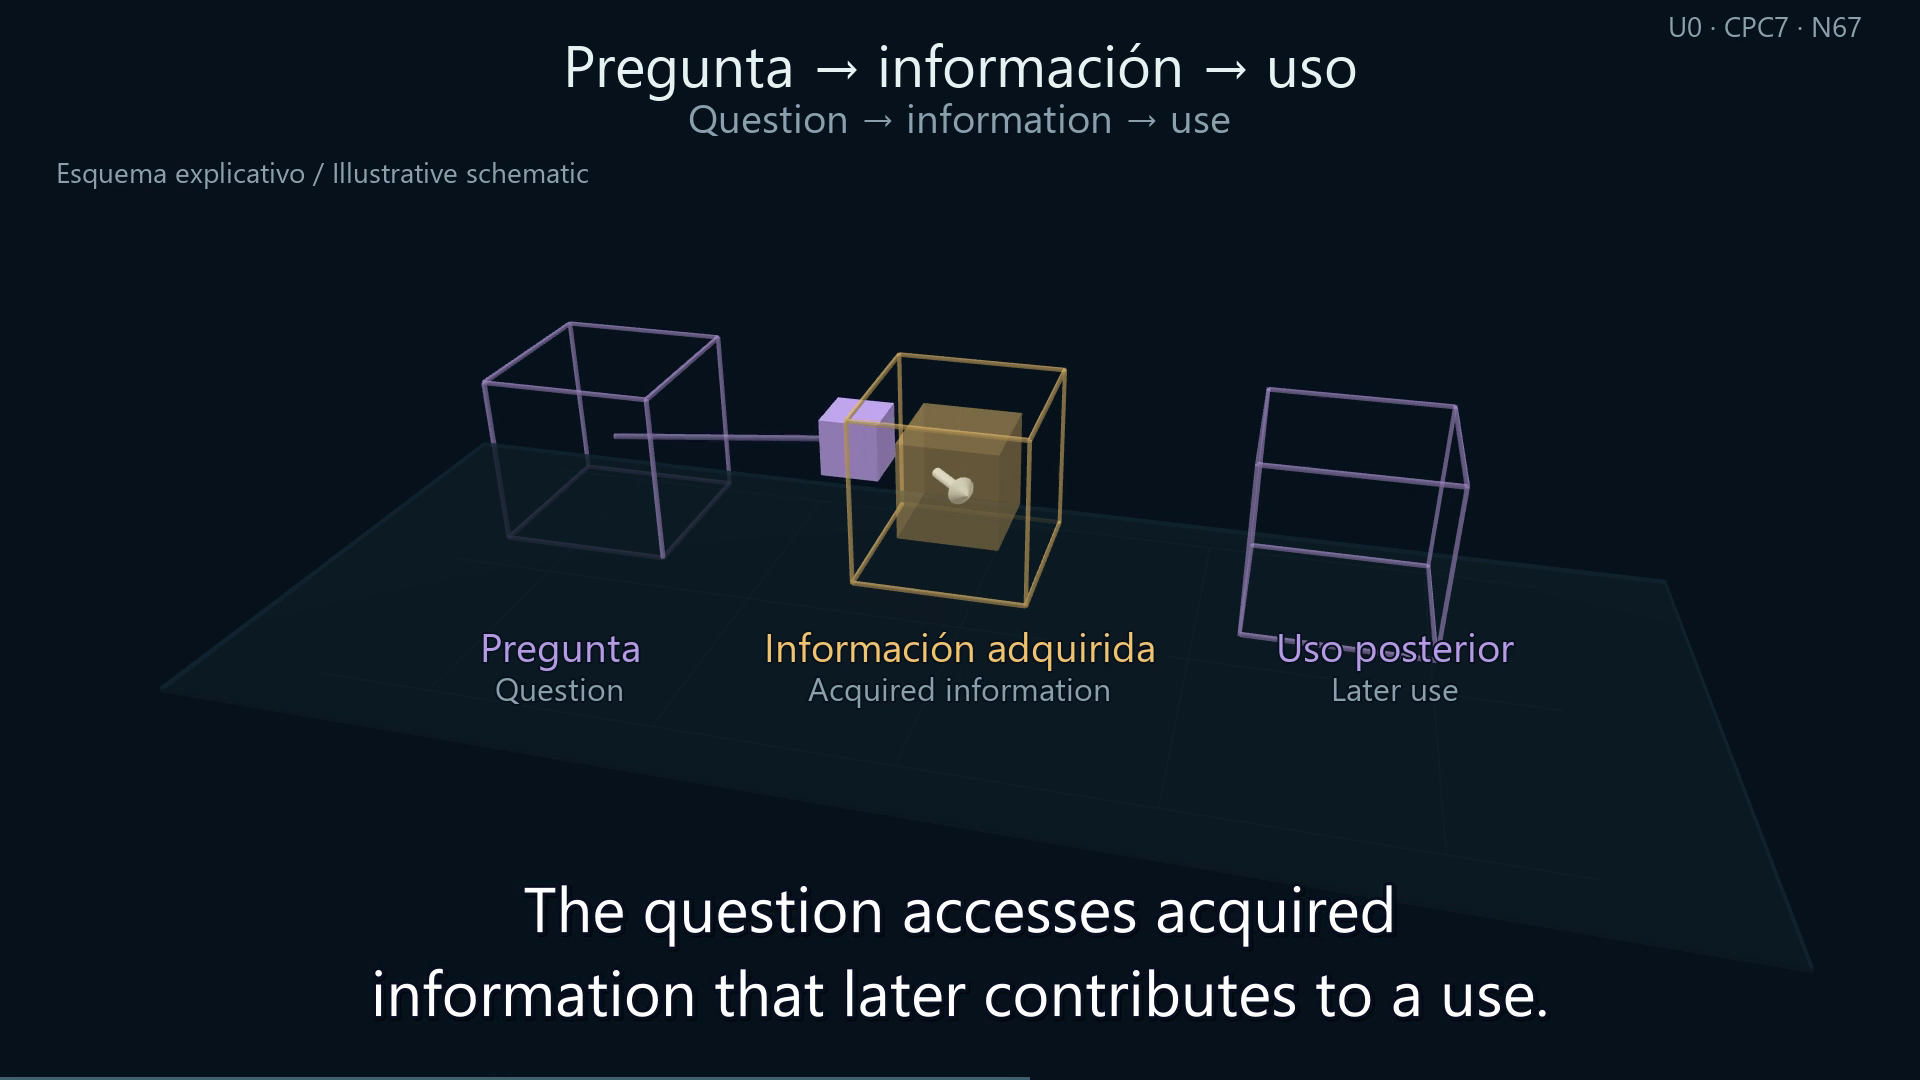 U0 · CPC7 · N67
Pregunta → información → uso
Question → information → use
Esquema explicativo / Illustrative schematic
Pregunta
Question
Información adquirida
Acquired information
Uso posterior
Later use
The question accesses acquired
information that later contributes to a use.